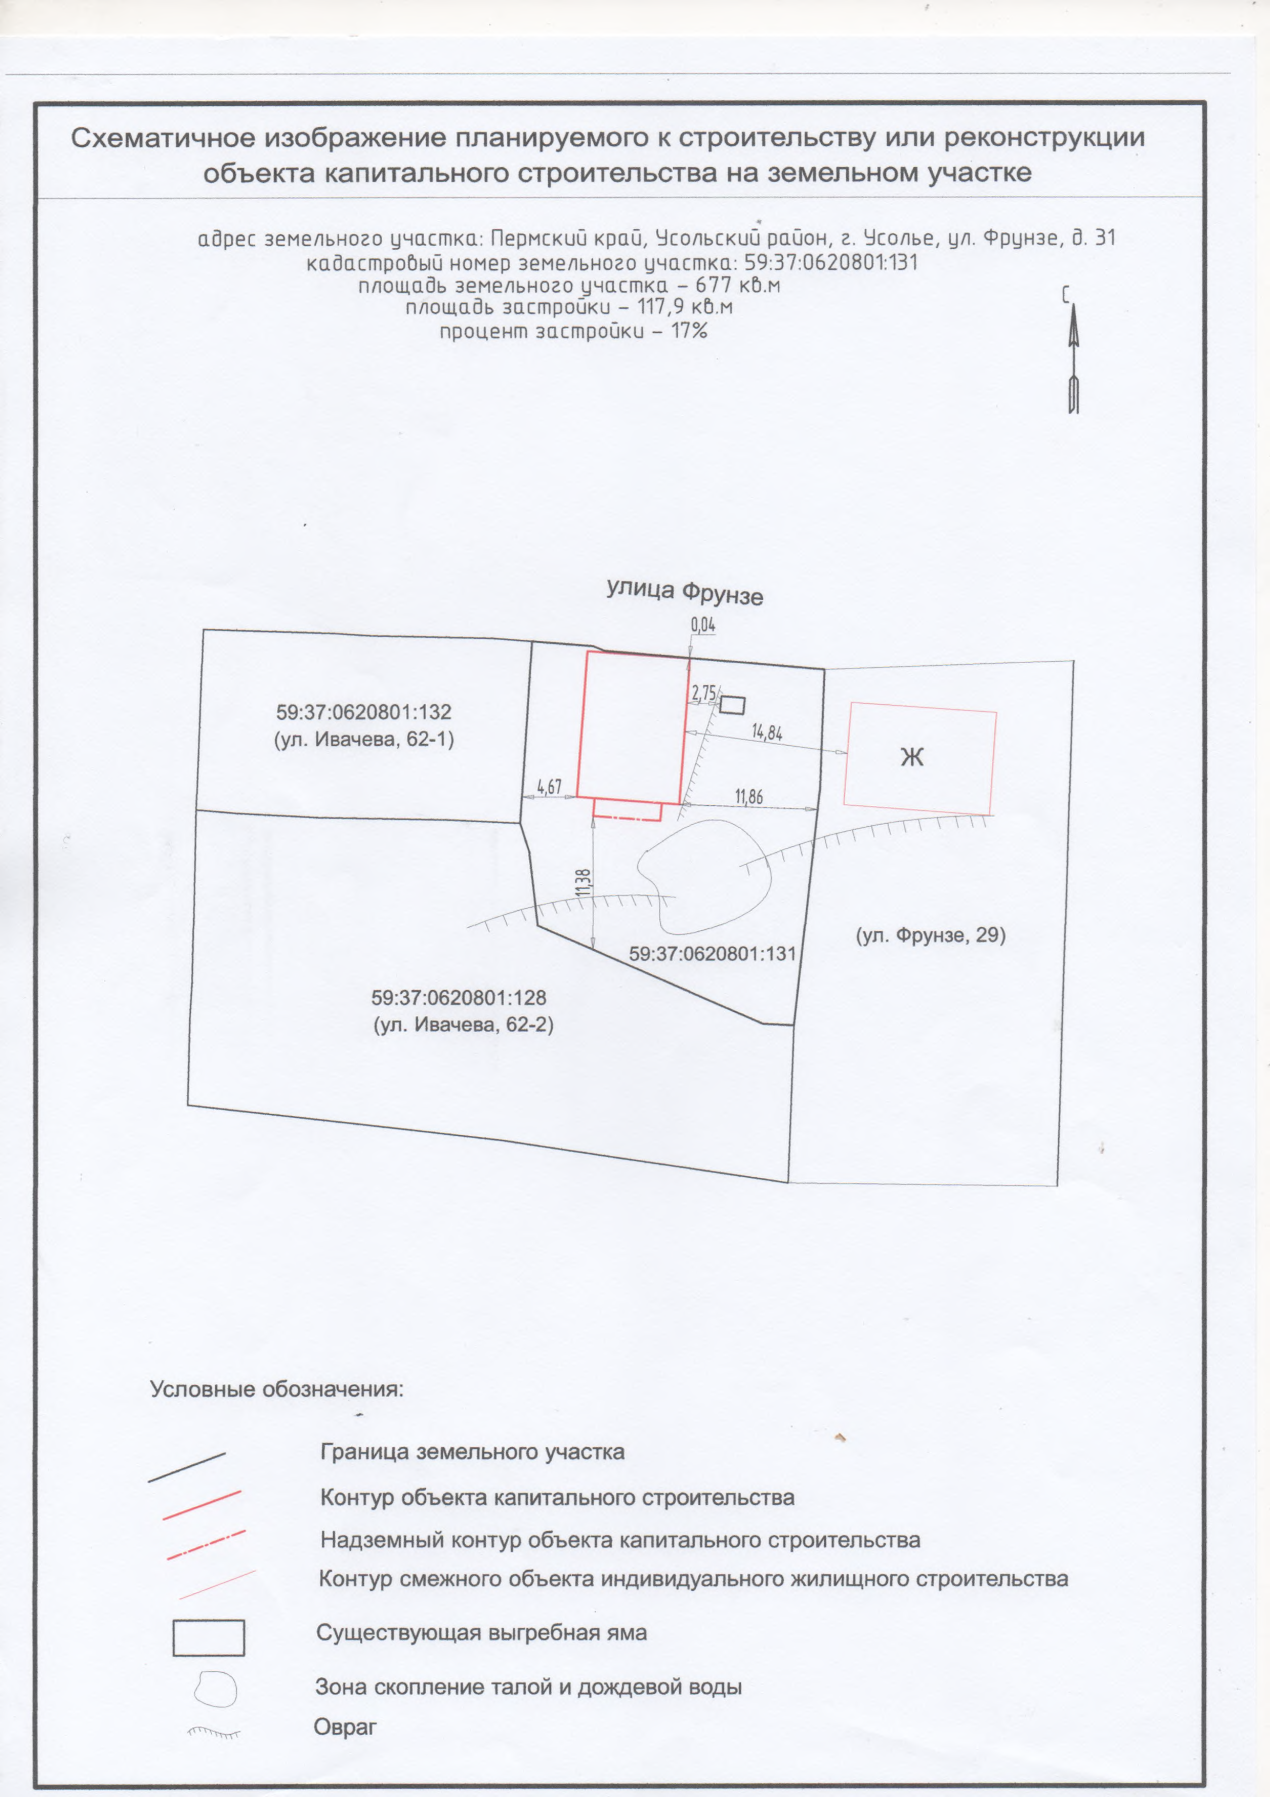 Схематичное изображение планируемого к строительству или реконструкции
объекта капитального строительства на земельном участке
адрес земельного участка: Пермский край, Усольский район, г. Усолье, ул. Фрунзе, д. 31
кадастровый номер земельного участка: 59:37:0620801:131
площадь земельного участка – 677 кв.м
площадь застройки – 117,9 кв.м
процент застройки – 17%
С
улица Фрунзе
0,04
2,75
59:37:0620801:132
(ул. Ивачева, 62-1)
14,84
Ж
4,67
11,86
11,38
(ул. Фрунзе, 29)
59:37:0620801:131
59:37:0620801:128
(ул. Ивачева, 62-2)
Условные обозначения:
Граница земельного участка
Контур объекта капитального строительства
Надземный контур объекта капитального строительства
Контур смежного объекта индивидуального жилищного строительства
Существующая выгребная яма
Зона скопление талой и дождевой воды
Овраг